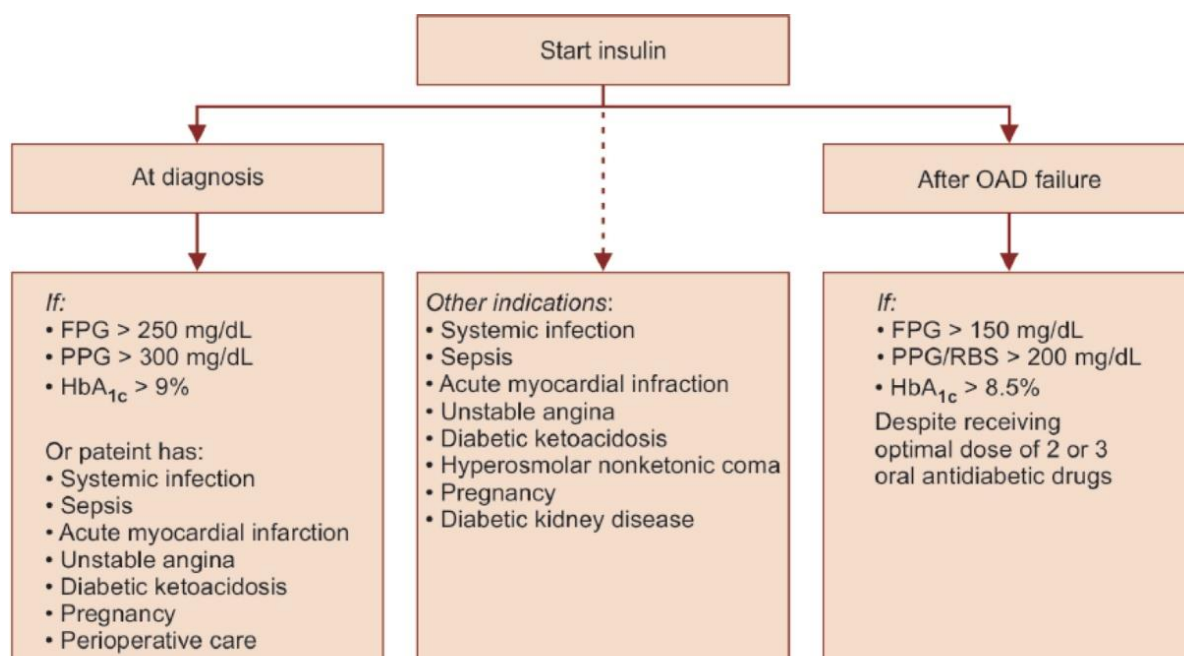 Start insulin
At diagnosis
After OAD failure
If:
• FPG > 250 mg/dL
• PPG > 300 mg/dL
• HbA1c > 9%
Or pateint has:
• Systemic infection
• Sepsis
• Acute myocardial infarction
• Unstable angina
• Diabetic ketoacidosis
• Pregnancy
• Perioperative care
Other indications:
• Systemic infection
• Sepsis
• Acute myocardial infraction
• Unstable angina
• Diabetic ketoacidosis
• Hyperosmolar nonketonic coma
• Pregnancy
• Diabetic kidney disease
If:
• FPG > 150 mg/dL
• PPG/RBS > 200 mg/dL
• HbA1c > 8.5%
Despite receiving
optimal dose of 2 or 3
oral antidiabetic drugs